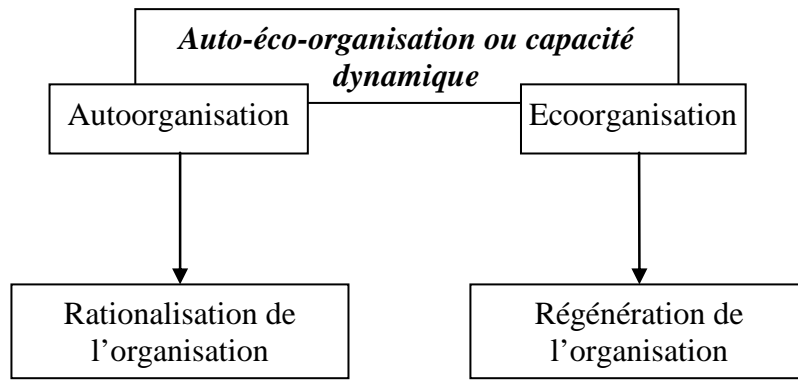 Auto-éco-organisation ou capacité
dynamique
Autoorganisation
Ecoorganisation
Rationalisation de
l’organisation
Régénération de
l’organisation